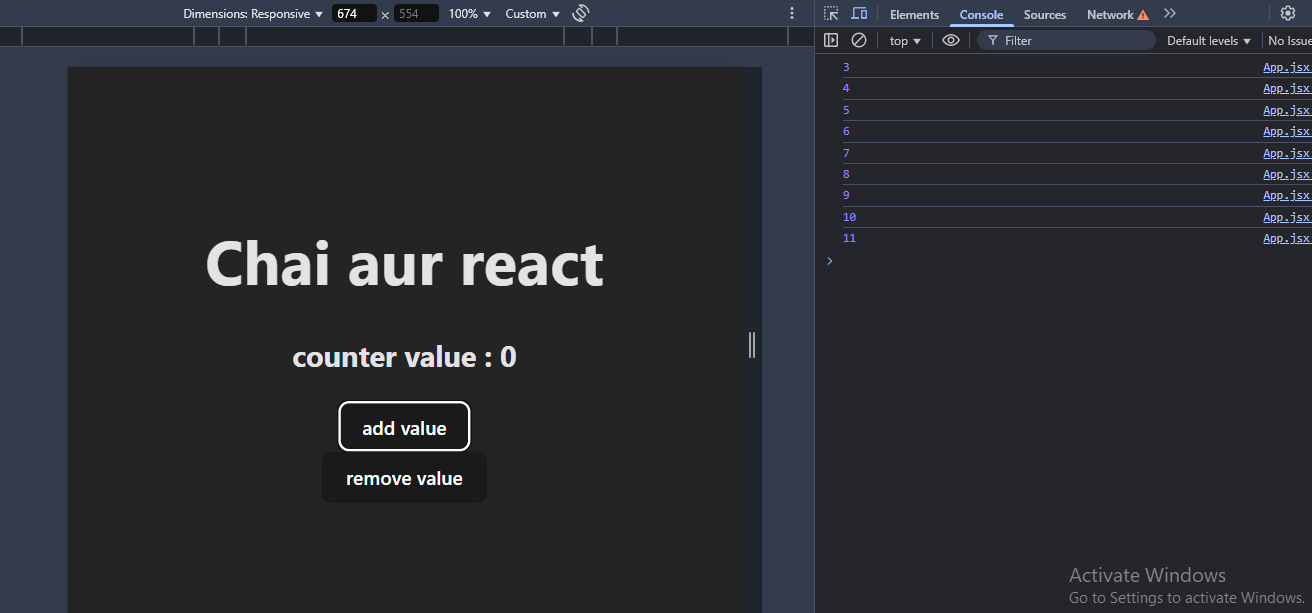 Dimensions: Responsive ▼ 674 × 554 100% ▼ Custom ▼
Elements Console Sources Network
top ▼ Filter Default levels ▼ No Issue
3 App.jsx
4 App.jsx
5 App.jsx
6 App.jsx
7 App.jsx
8 App.jsx
9 App.jsx
10 App.jsx
11 App.jsx
Chai aur react
counter value : 0
add value
remove value
Activate Windows
Go to Settings to activate Windows.